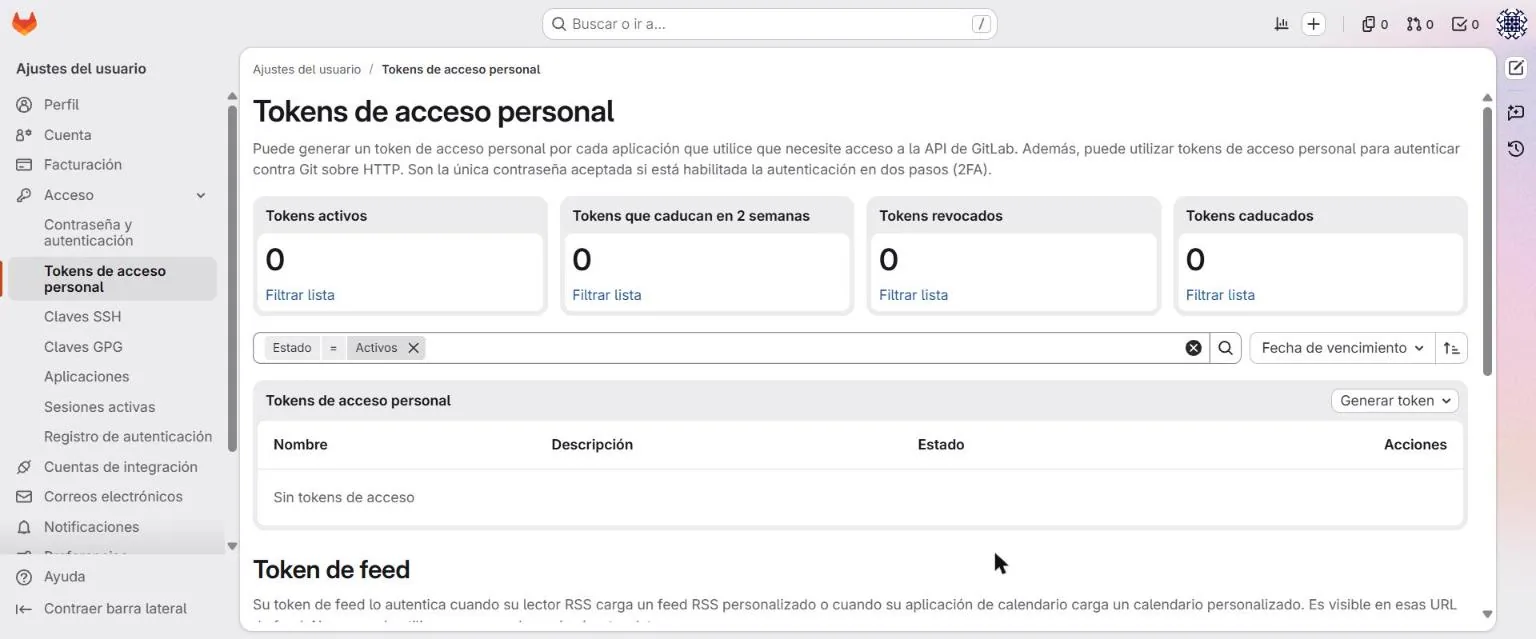 Buscar o ir a...
/
0
0
0
Ajustes del usuario
Perfil
Cuenta
Facturación
Acceso
Contraseña y
autenticación
Tokens de acceso
personal
Claves SSH
Claves GPG
Aplicaciones
Sesiones activas
Registro de autenticación
Cuentas de integración
Correos electrónicos
Notificaciones
Ayuda
Contraer barra lateral
Ajustes del usuario / Tokens de acceso personal
Tokens de acceso personal
Puede generar un token de acceso personal por cada aplicación que utilice que necesite acceso a la API de GitLab. Además, puede utilizar tokens de acceso personal para autenticar
contra Git sobre HTTP. Son la única contraseña aceptada si está habilitada la autenticación en dos pasos (2FA).
Tokens activos
0
Filtrar lista
Tokens que caducan en 2 semanas
0
Filtrar lista
Tokens revocados
0
Filtrar lista
Tokens caducados
0
Filtrar lista
Estado = Activos
Fecha de vencimiento
Tokens de acceso personal
Generar token
Nombre Descripción Estado Acciones
Sin tokens de acceso
Token de feed
Su token de feed lo autentica cuando su lector RSS carga un feed RSS personalizado o cuando su aplicación de calendario carga un calendario personalizado. Es visible en esas URL